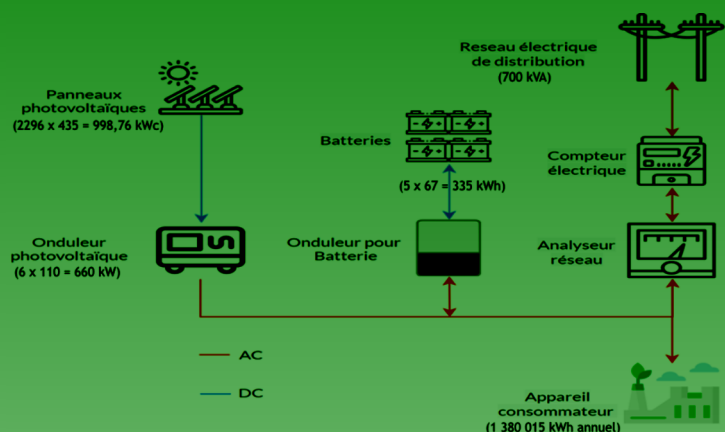 Panneaux
photovoltaïques
(2296 x 435 = 998,76 kWc)
Batteries
(5 x 67 = 335 kWh)
Reseau électrique
de distribution
(700 kVA)
Compteur
électrique
Onduleur
photovoltaïque
(6 x 110 = 660 kW)
Onduleur pour
Batterie
Analyseur
réseau
AC
DC
Appareil
consommateur
(1 380 015 kWh annuel)